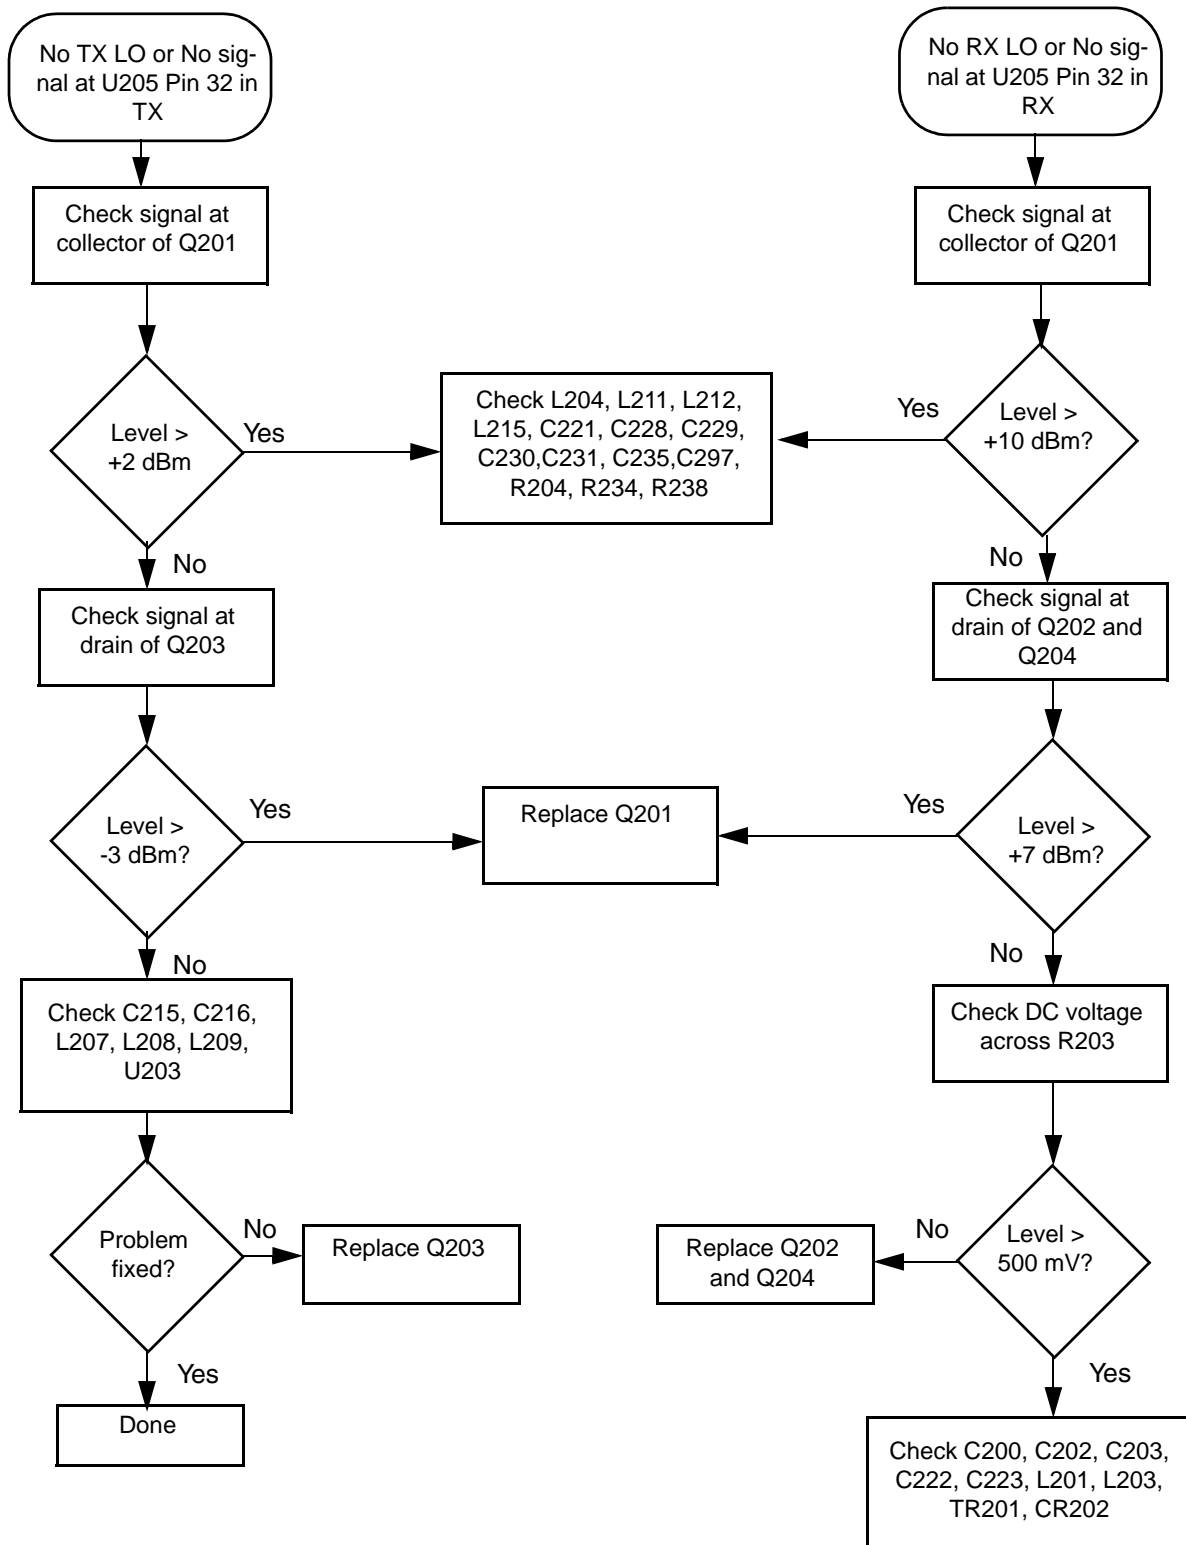 No TX LO or No sig-
nal at U205 Pin 32 in
TX
Check signal at
collector of Q201
Level >
+2 dBm
Yes
No
Check signal at
drain of Q203
Level >
-3 dBm?
Yes
No
Check C215, C216,
L207, L208, L209,
U203
Problem
fixed?
No
Replace Q203
Yes
Done
Check L204, L211, L212,
L215, C221, C228, C229,
C230,C231, C235,C297,
R204, R234, R238
Replace Q201
No RX LO or No sig-
nal at U205 Pin 32 in
RX
Check signal at
collector of Q201
Level >
+10 dBm?
Yes
No
Check signal at
drain of Q202 and
Q204
Level >
+7 dBm?
Yes
No
Check DC voltage
across R203
Level >
500 mV?
No
Replace Q202
and Q204
Yes
Check C200, C202, C203,
C222, C223, L201, L203,
TR201, CR202